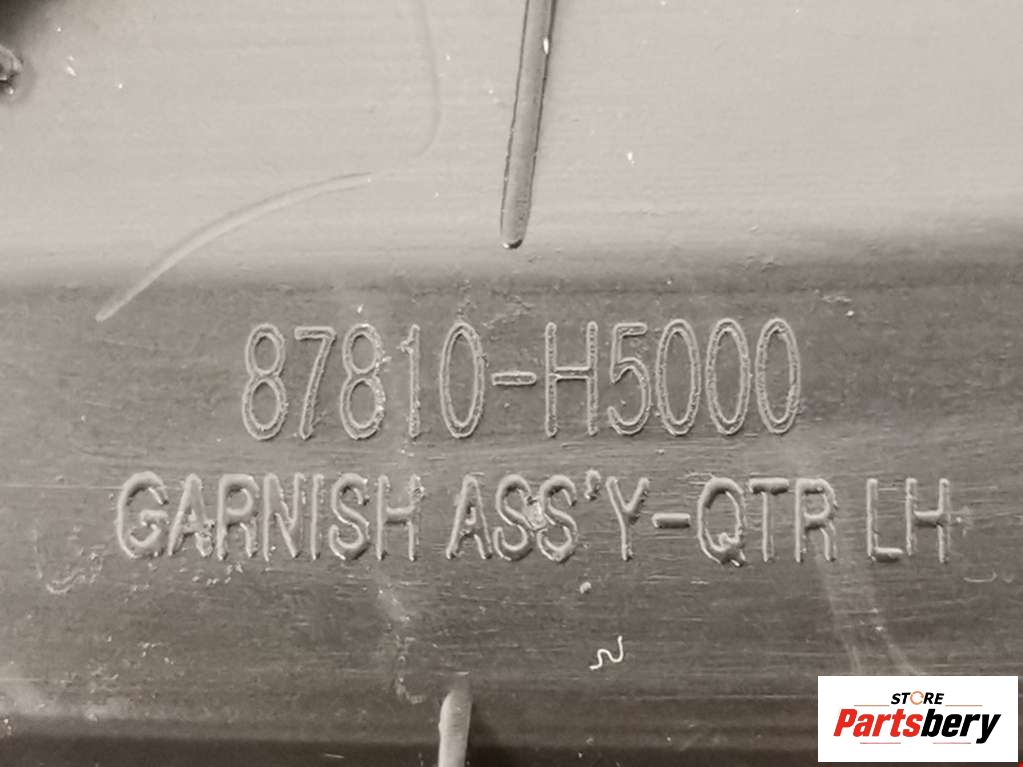 87810-H5000
GARNISH ASS'Y-QTR LH
STORE
Partsbery